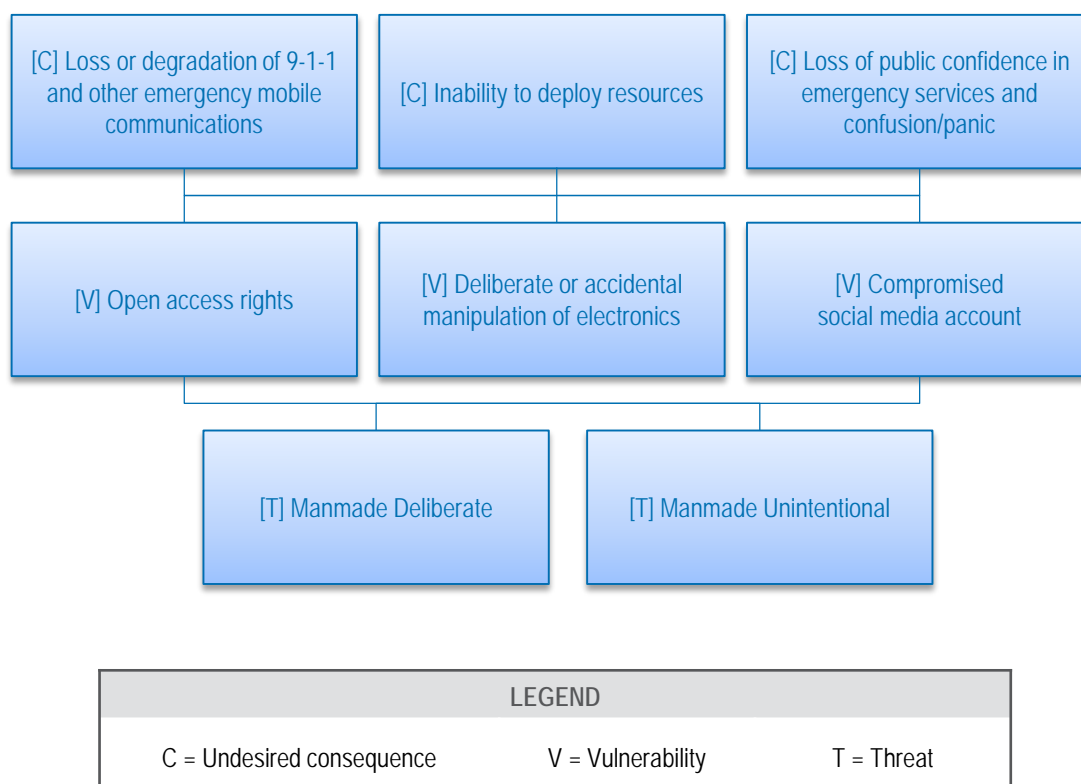 [C] Loss or degradation of 9-1-1
and other emergency mobile
communications
[C] Inability to deploy resources
[C] Loss of public confidence in
emergency services and
confusion/panic
[V] Open access rights
[V] Deliberate or accidental
manipulation of electronics
[V] Compromised
social media account
[T] Manmade Deliberate
[T] Manmade Unintentional
LEGEND
C = Undesired consequence
V = Vulnerability
T = Threat